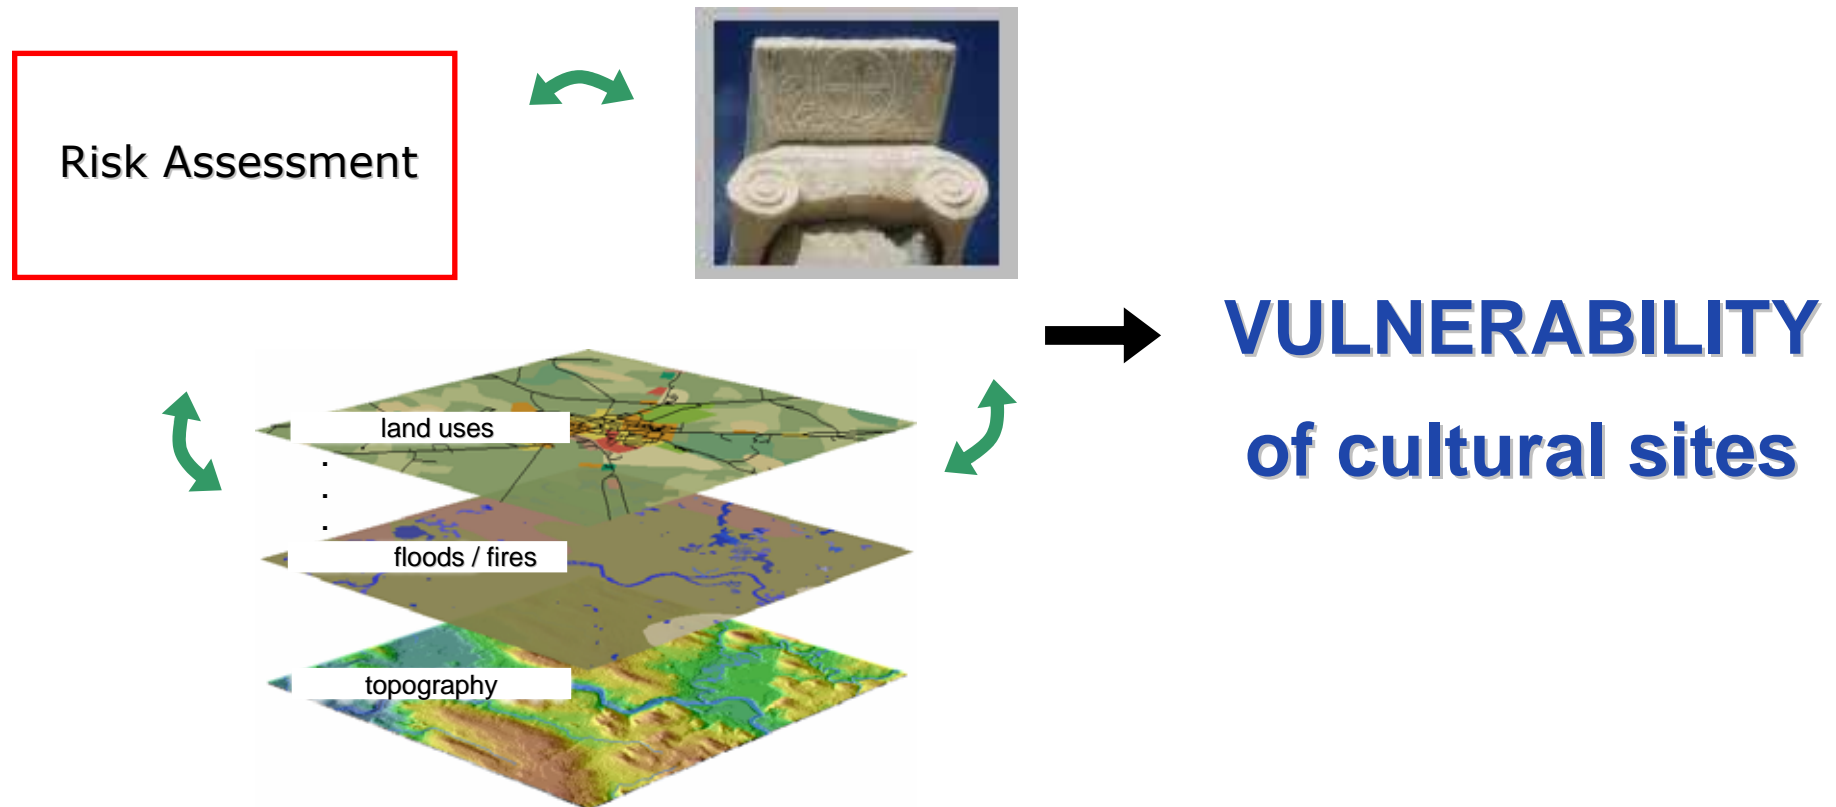 Risk Assessment
VULNERABILITY
of cultural sites
land uses
.
.
.
floods / fires
topography